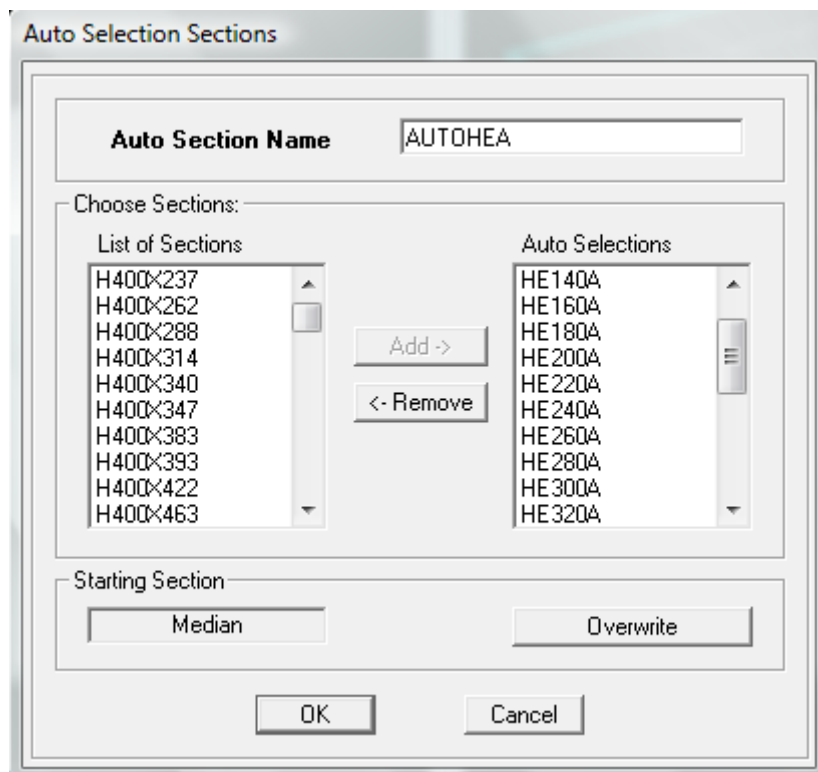 Auto Selection Sections
Auto Section Name
AUTOHEA
Choose Sections:
List of Sections
H400X237
H400X262
H400X288
H400X314
H400X340
H400X347
H400X383
H400X393
H400X422
H400X463
Add ->
<- Remove
Auto Selections
HE140A
HE160A
HE180A
HE200A
HE220A
HE240A
HE260A
HE280A
HE300A
HE320A
Starting Section
Median
Overwrite
OK
Cancel